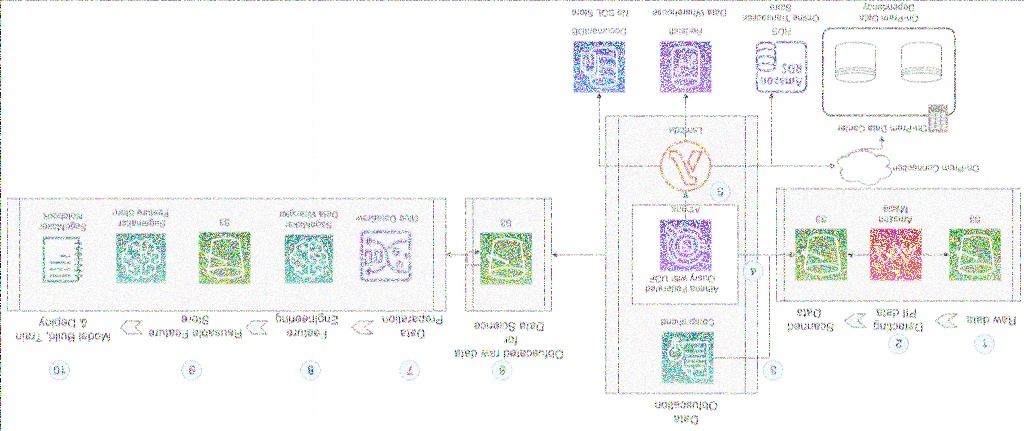 Data
Obfuscation
1
2
3
6
7
8
9
10
Raw data
Detecting
PII data
Scanned
Data
Comprehend
Obfuscated raw data
for
Data Science
Data
Preparation
Feature
Engineering
Reusable Feature
Store
Model Build, Train
& Deploy
4
Athena Federated
Query with UDF
Athena
S3
Amazon
Macie
S3
S3
Glue DataBrew
SageMaker
Data Wrangler
S3
Sagemaker
Feature Store
SageMaker
Notebook
5
Lambda
On-Prem Connection
On-Prem Data Center
On-Prem Data
Dependency
Amazon
RDS
RDS
Online Transaction
Store
Redshift
Data Warehouse
DocumentDB
No SQL Store